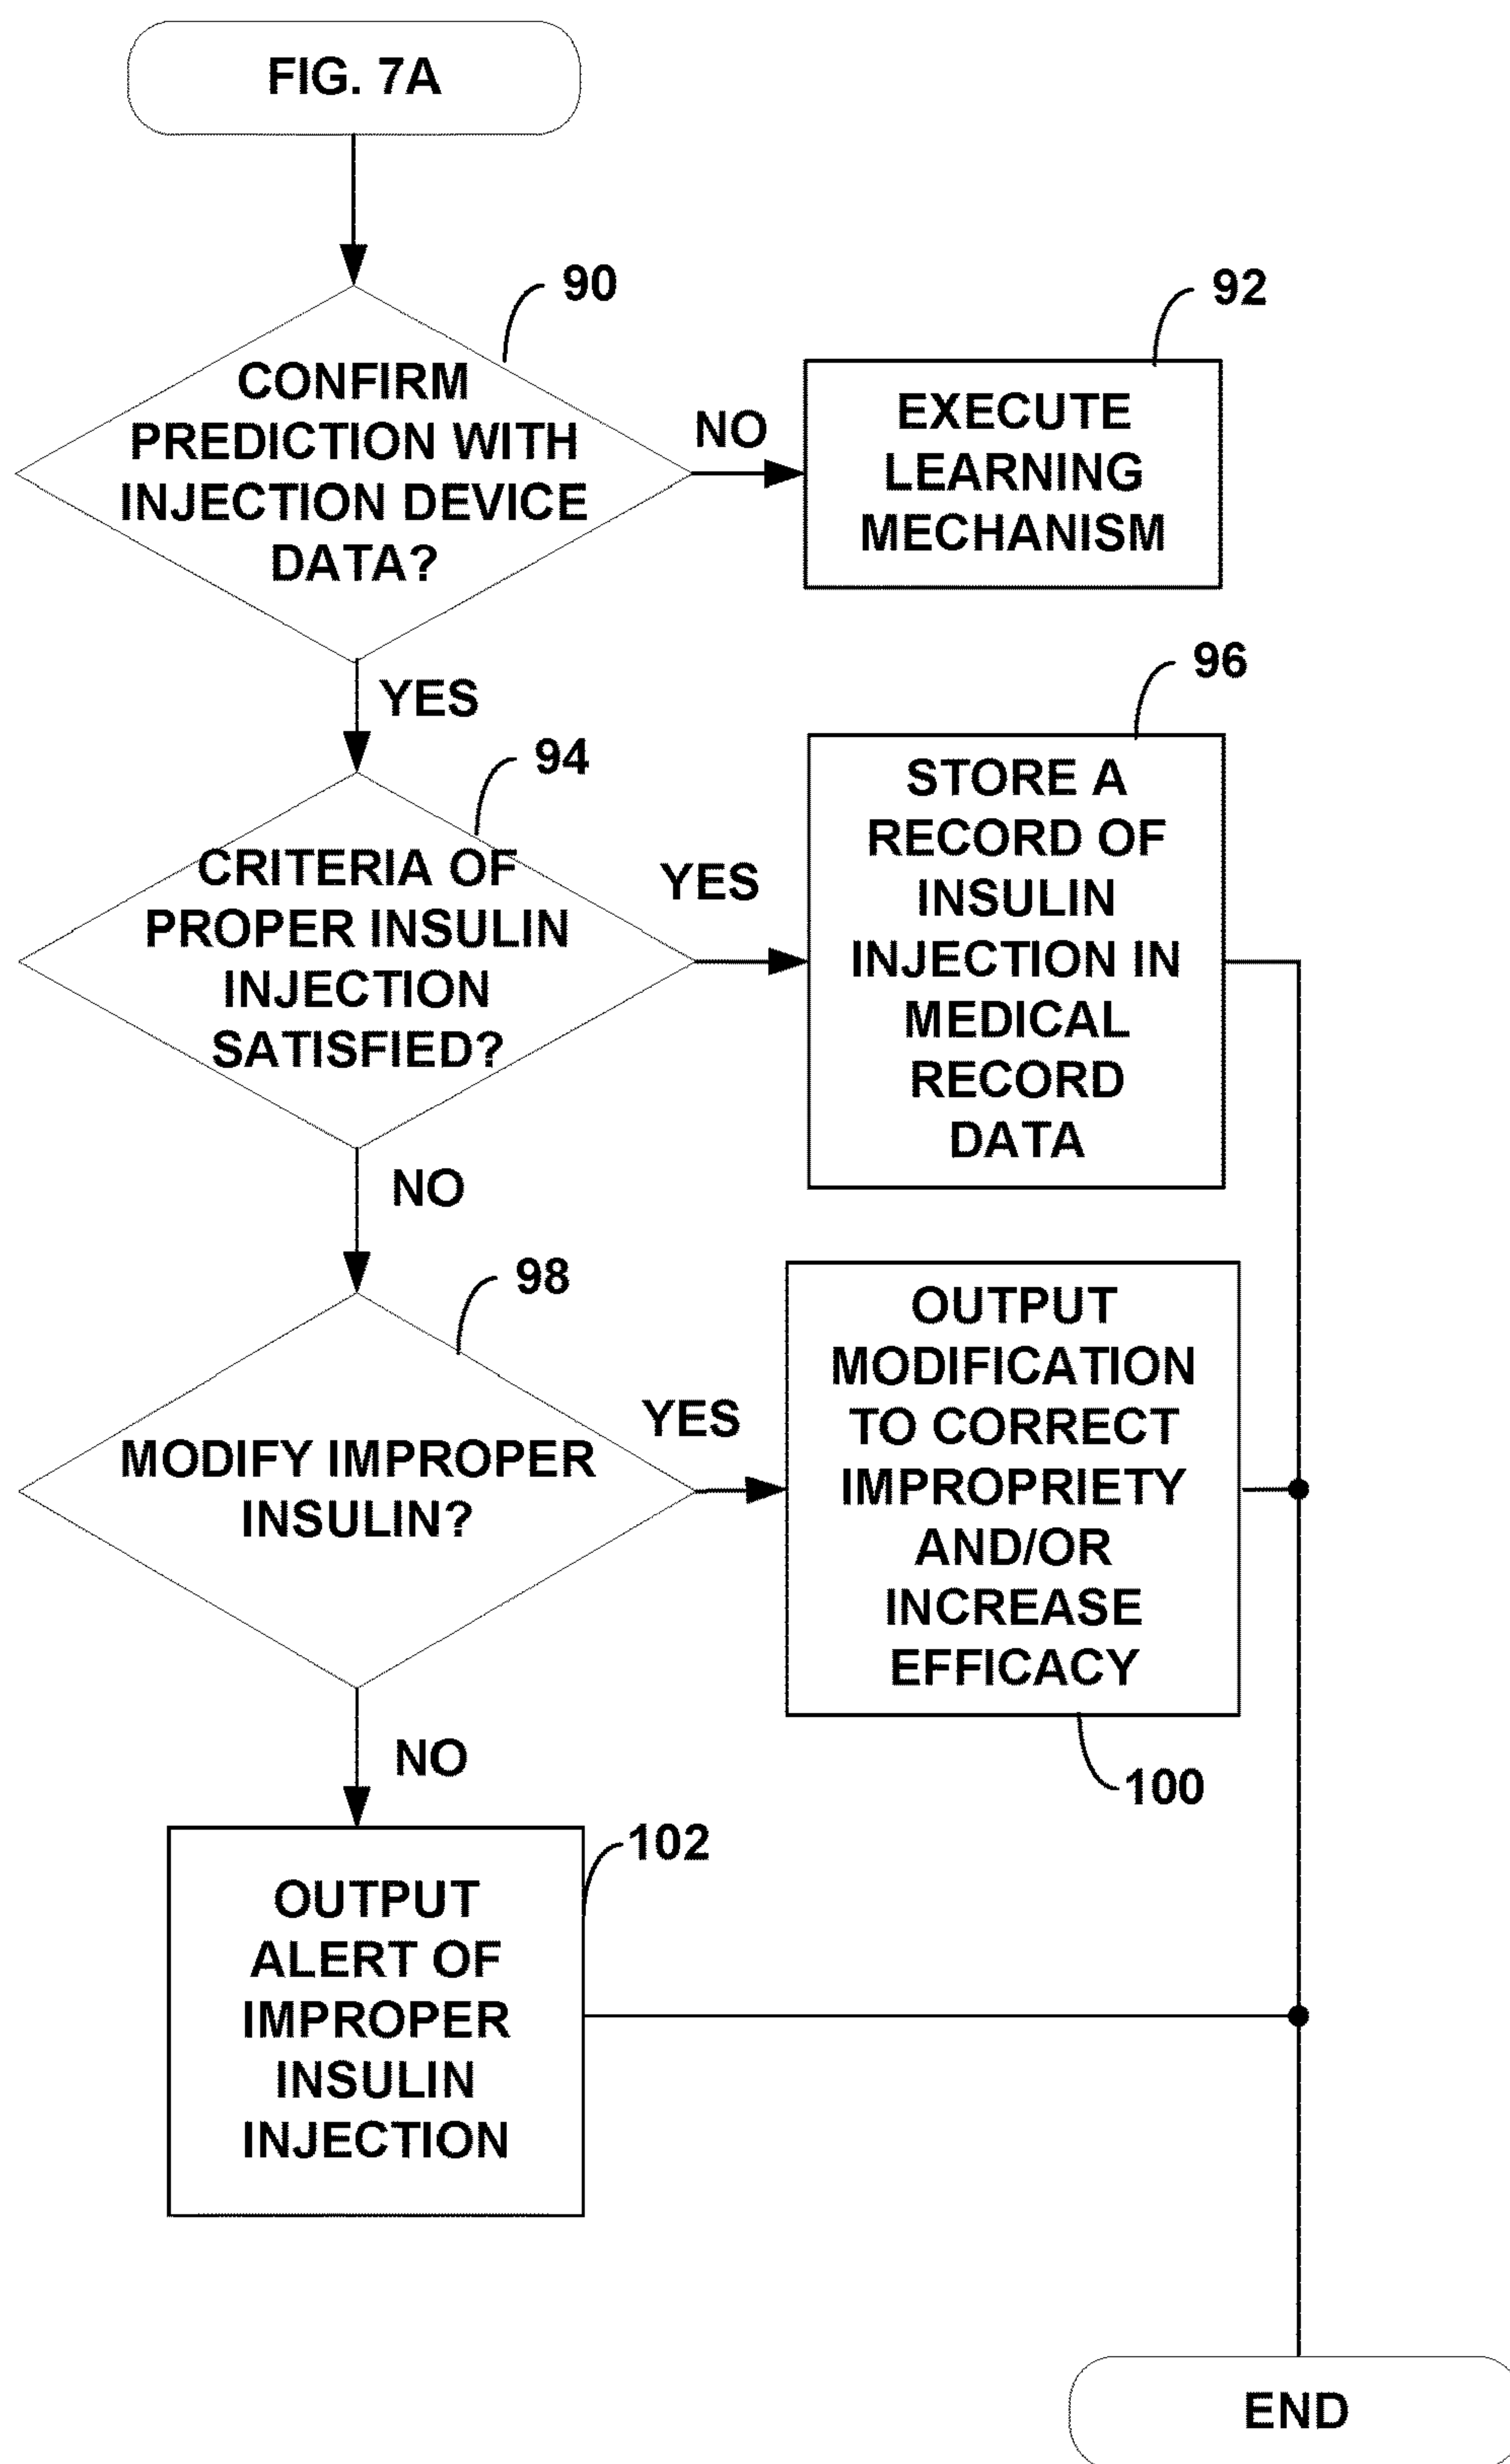 FIG. 7A
90
CONFIRM
PREDICTION WITH
INJECTION DEVICE
DATA?
NO
92
EXECUTE
LEARNING
MECHANISM
YES
94
CRITERIA OF
PROPER INSULIN
INJECTION
SATISFIED?
YES
96
STORE A
RECORD OF
INSULIN
INJECTION IN
MEDICAL
RECORD
DATA
NO
98
MODIFY IMPROPER
INSULIN?
YES
OUTPUT
MODIFICATION
TO CORRECT
IMPROPRIETY
AND/OR
INCREASE
EFFICACY
100
NO
102
OUTPUT
ALERT OF
IMPROPER
INSULIN
INJECTION
END